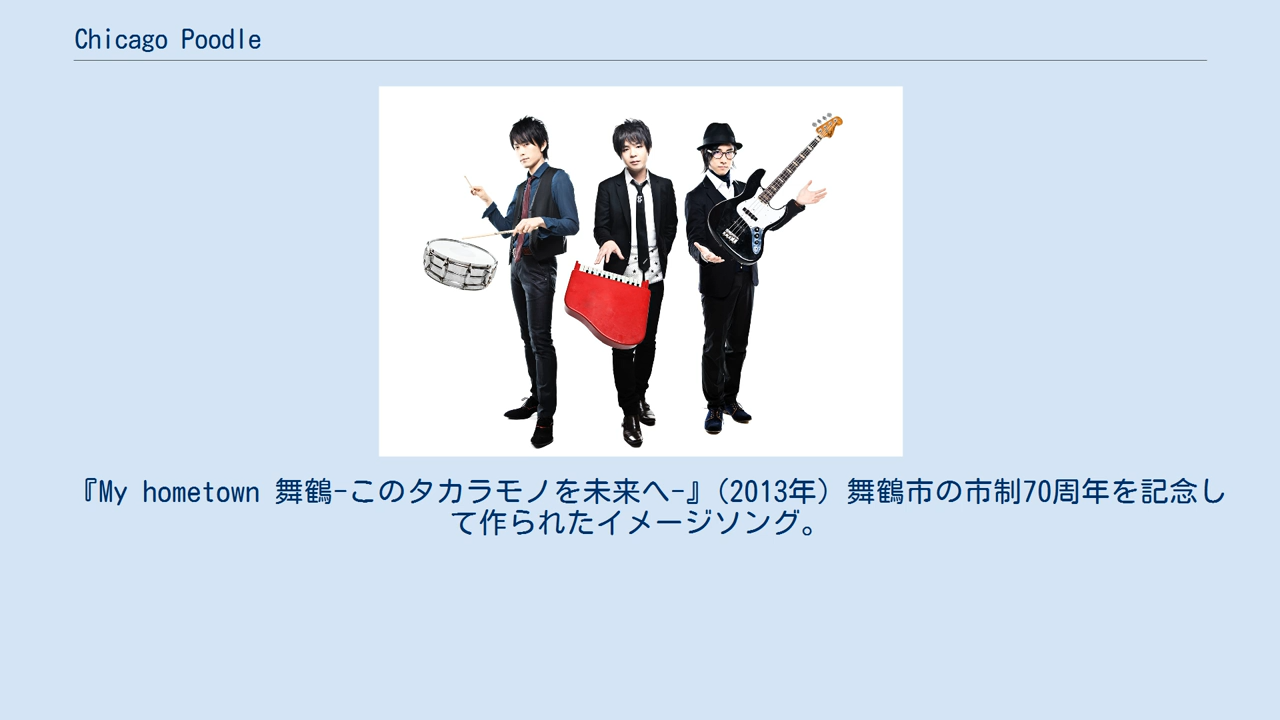 Chicago Poodle
『My hometown 舞鶴-このタカラモノを未来へ-』(2013年) 舞鶴市の市制70周年を記念し
て作られたイメージソング。